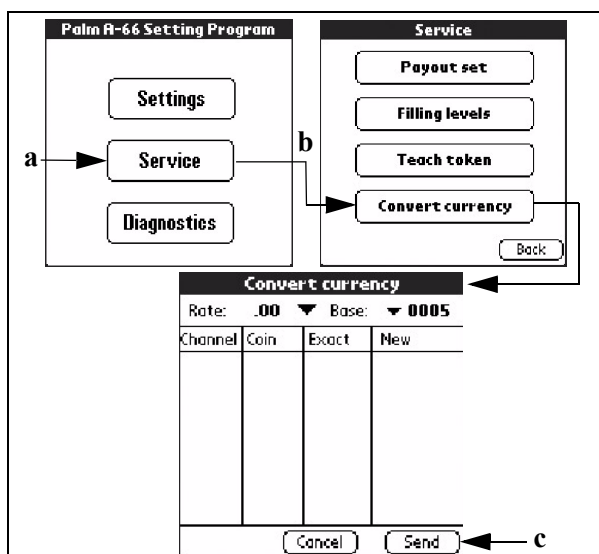 Palm A-66 Setting Program
Settings
a
Service
Diagnostics
b
Service
Payout set
Filling levels
Teach token
Convert currency
Back
Convert currency
Rate: .00 Base: 0005
Channel Coin Exact New
Cancel Send
c